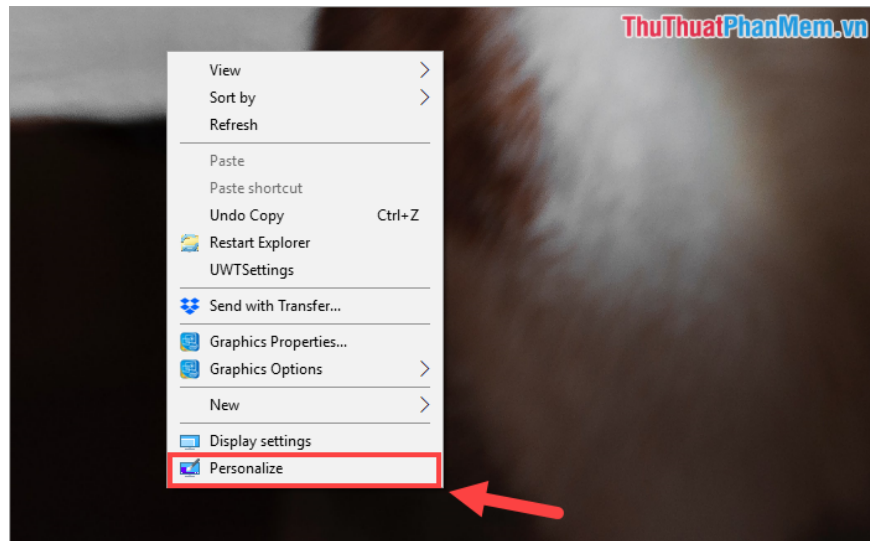 ThuThuatPhanMem.vn
View
Sort by
Refresh
Paste
Paste shortcut
Undo Copy Ctrl+Z
Restart Explorer
UWTSettings
Send with Transfer...
Graphics Properties...
Graphics Options
New
Display settings
Personalize